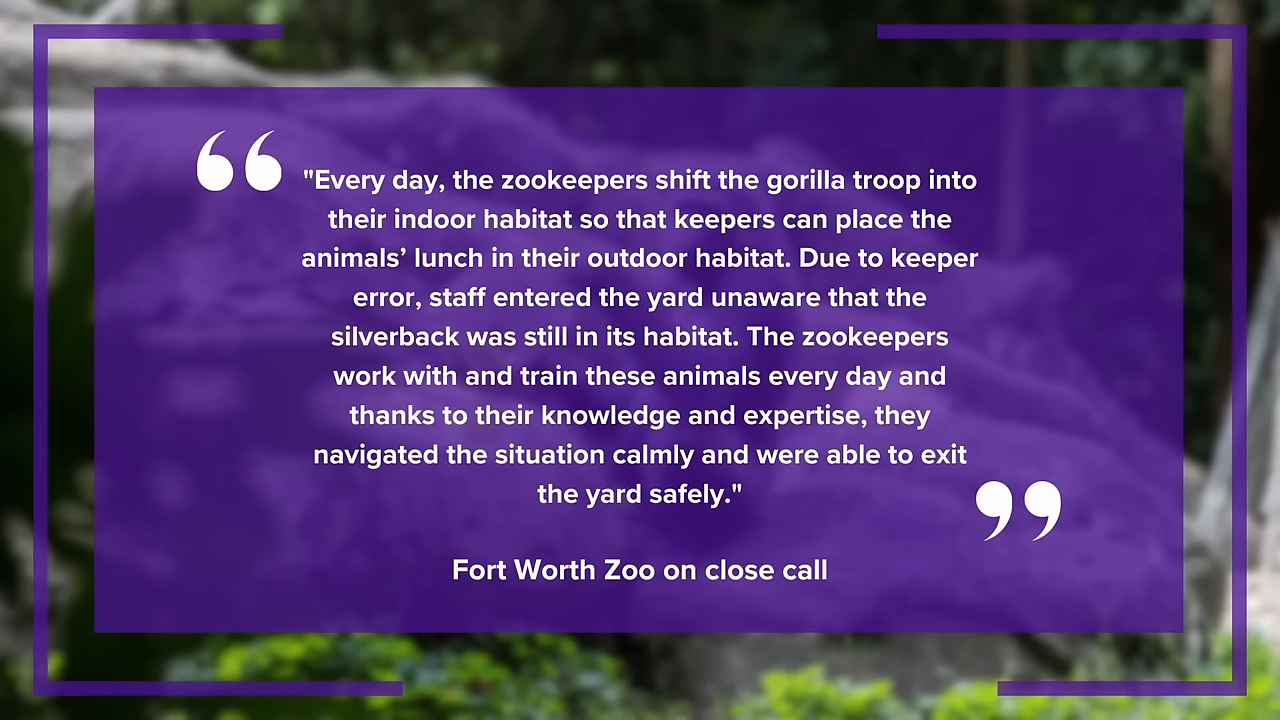 "Every day, the zookeepers shift the gorilla troop into
their indoor habitat so that keepers can place the
animals’ lunch in their outdoor habitat. Due to keeper
error, staff entered the yard unaware that the
silverback was still in its habitat. The zookeepers
work with and train these animals every day and
thanks to their knowledge and expertise, they
navigated the situation calmly and were able to exit
the yard safely."
Fort Worth Zoo on close call